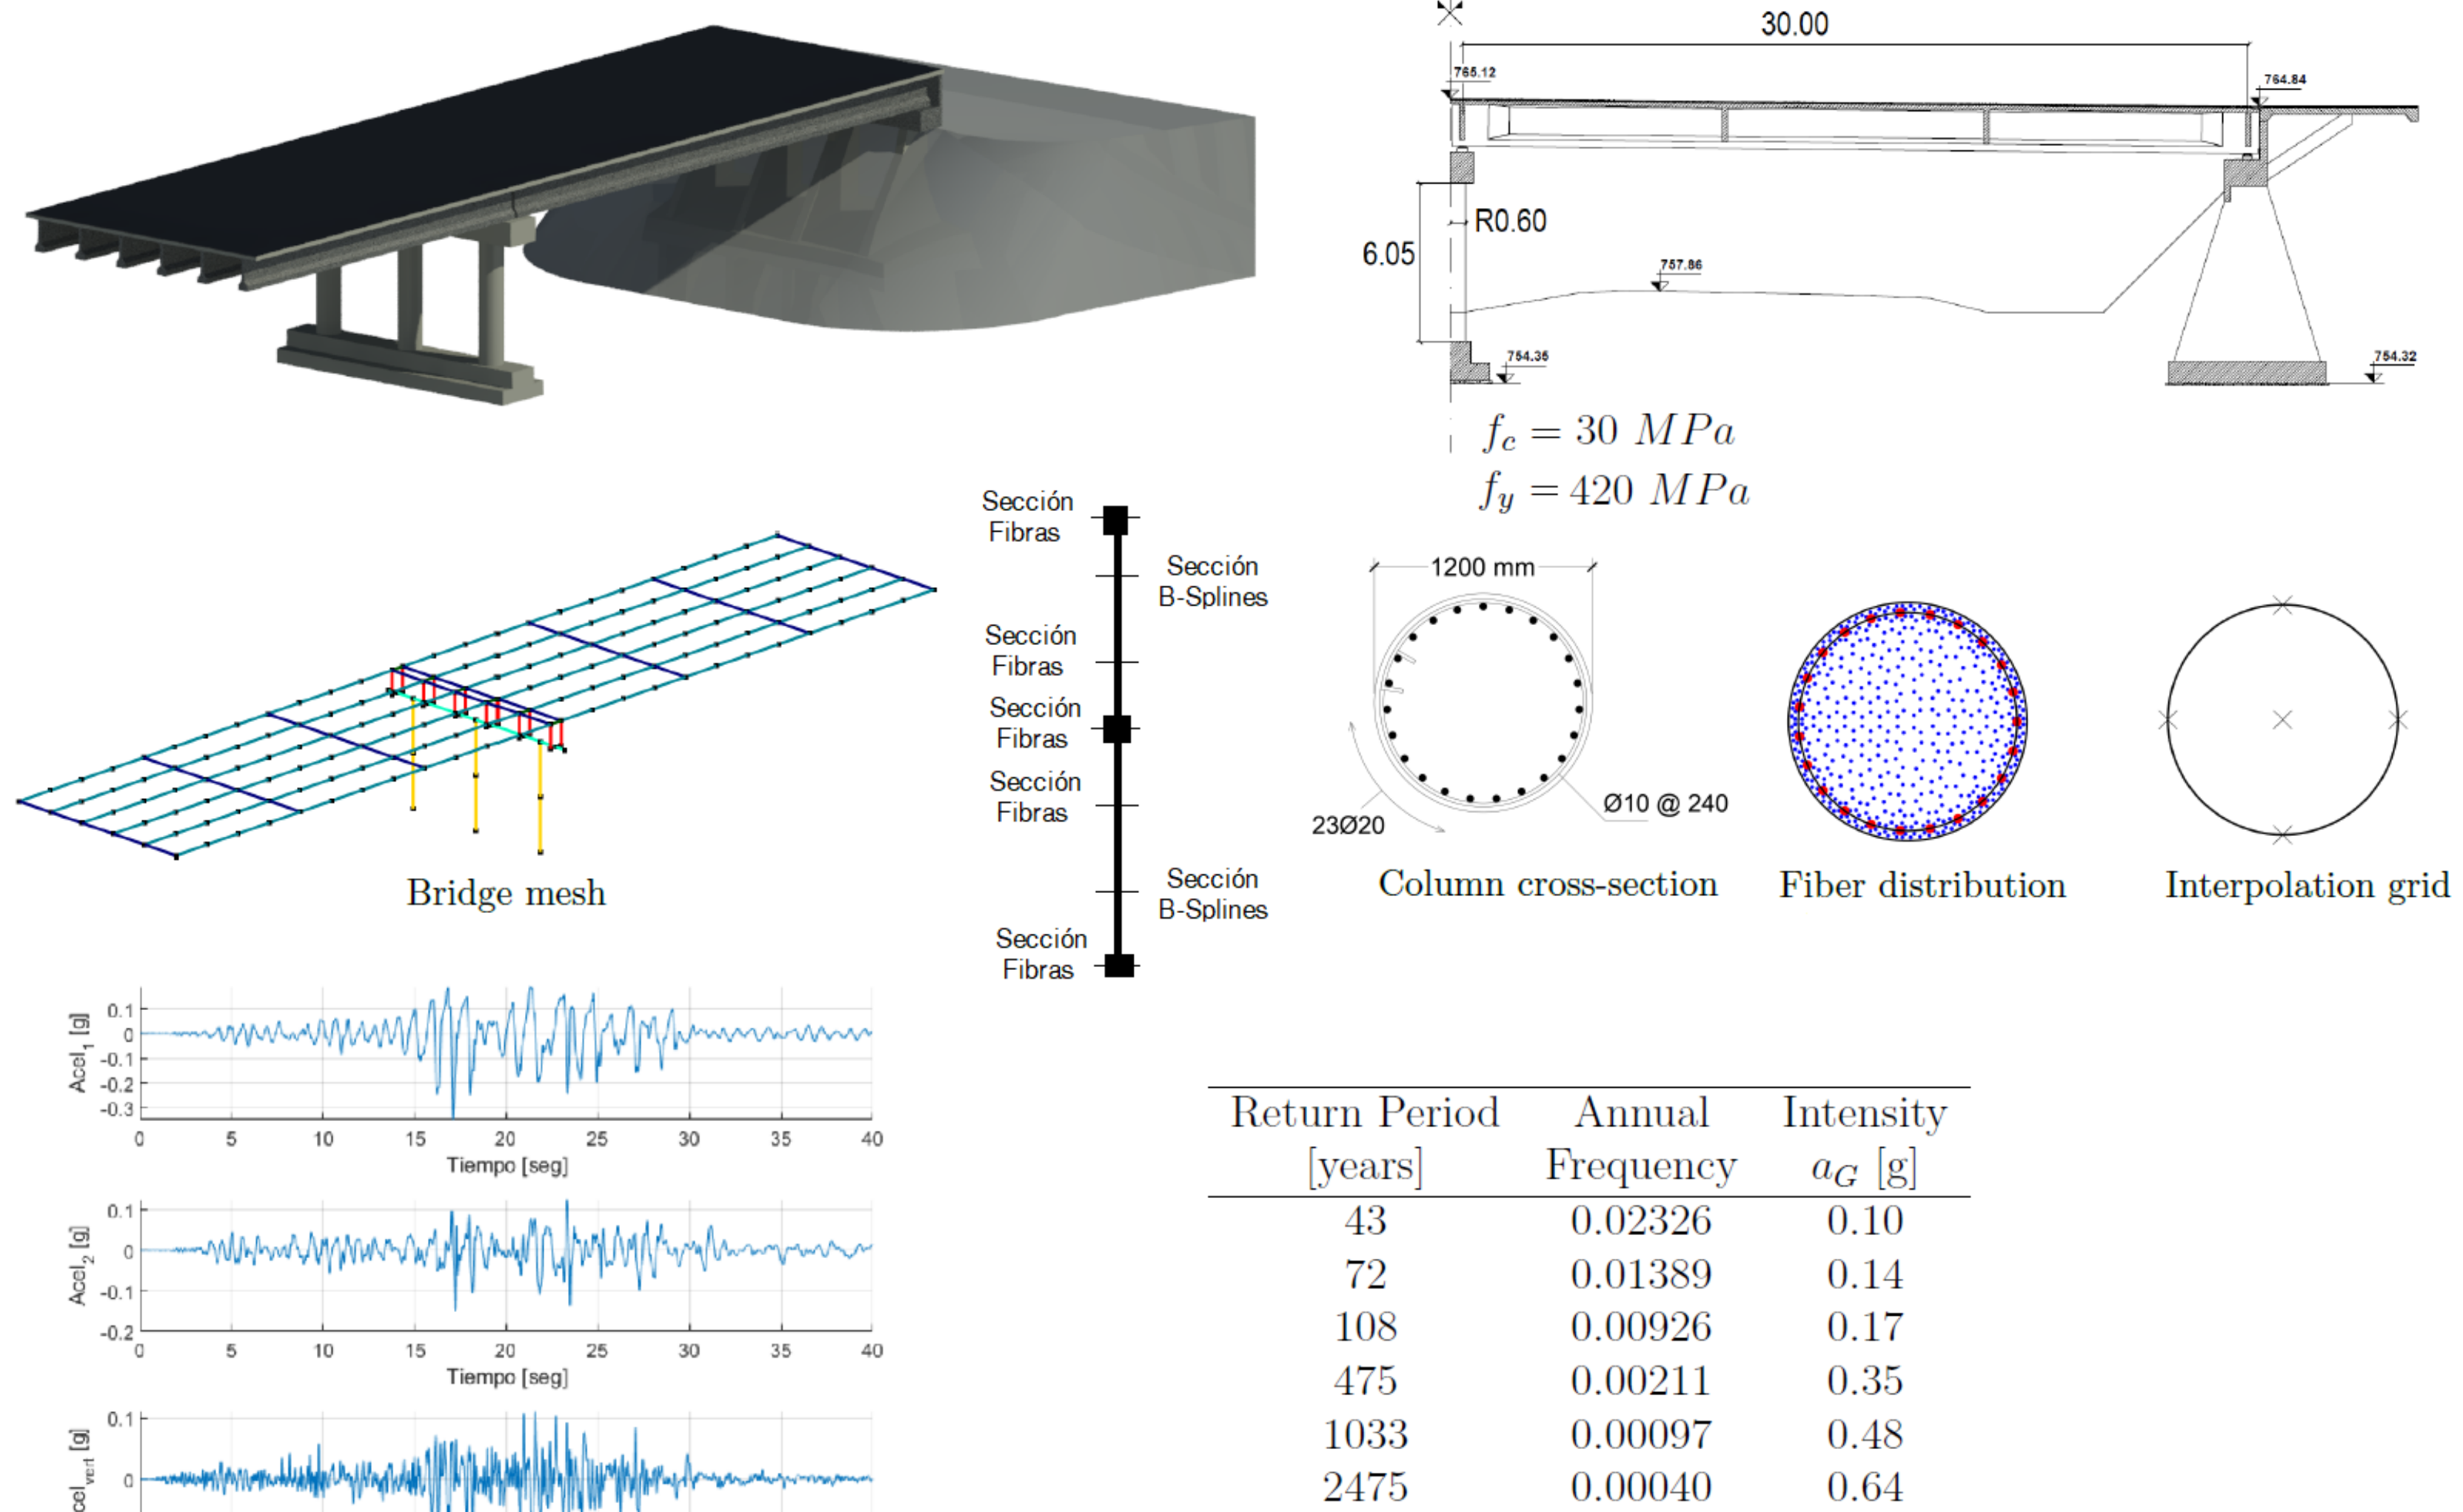 30.00
765.12
764.84
R0.60
6.05
757.86
754.35
754.32
f_c = 30 MPa
f_y = 420 MPa
Sección
Fibras
Sección
B-Splines
Sección
Fibras
Sección
Fibras
Sección
Fibras
Sección
B-Splines
Sección
Fibras
1200 mm
Ø10 @ 240
23Ø20
Bridge mesh
Column cross-section
Fiber distribution
Interpolation grid
Acel_1 [g]
0.1
0
-0.1
-0.2
-0.3
0 5 10 15 20 25 30 35 40
Tiempo [seg]
Acel_2 [g]
0.1
0
-0.1
-0.2
0 5 10 15 20 25 30 35 40
Tiempo [seg]
cel_vert [g]
0.1
0
Return Period Annual Intensity
[years] Frequency a_G [g]
43 0.02326 0.10
72 0.01389 0.14
108 0.00926 0.17
475 0.00211 0.35
1033 0.00097 0.48
2475 0.00040 0.64